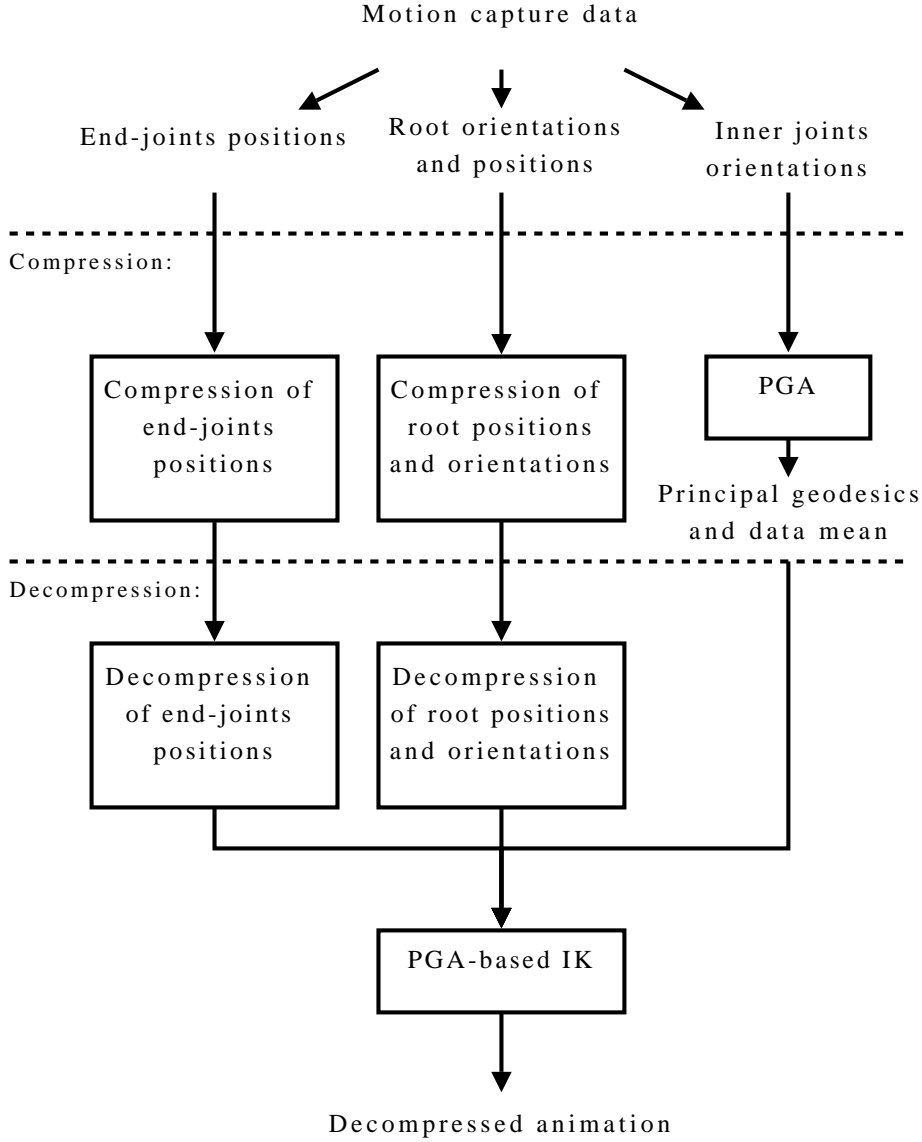 Motion capture data
End-joints positions
Root orientations
and positions
Inner joints
orientations
Compression:
Compression of
end-joints
positions
Compression of
root positions
and orientations
PGA
Principal geodesics
and data mean
Decompression:
Decompression
of end-joints
positions
Decompression
of root positions
and orientations
PGA-based IK
Decompressed animation